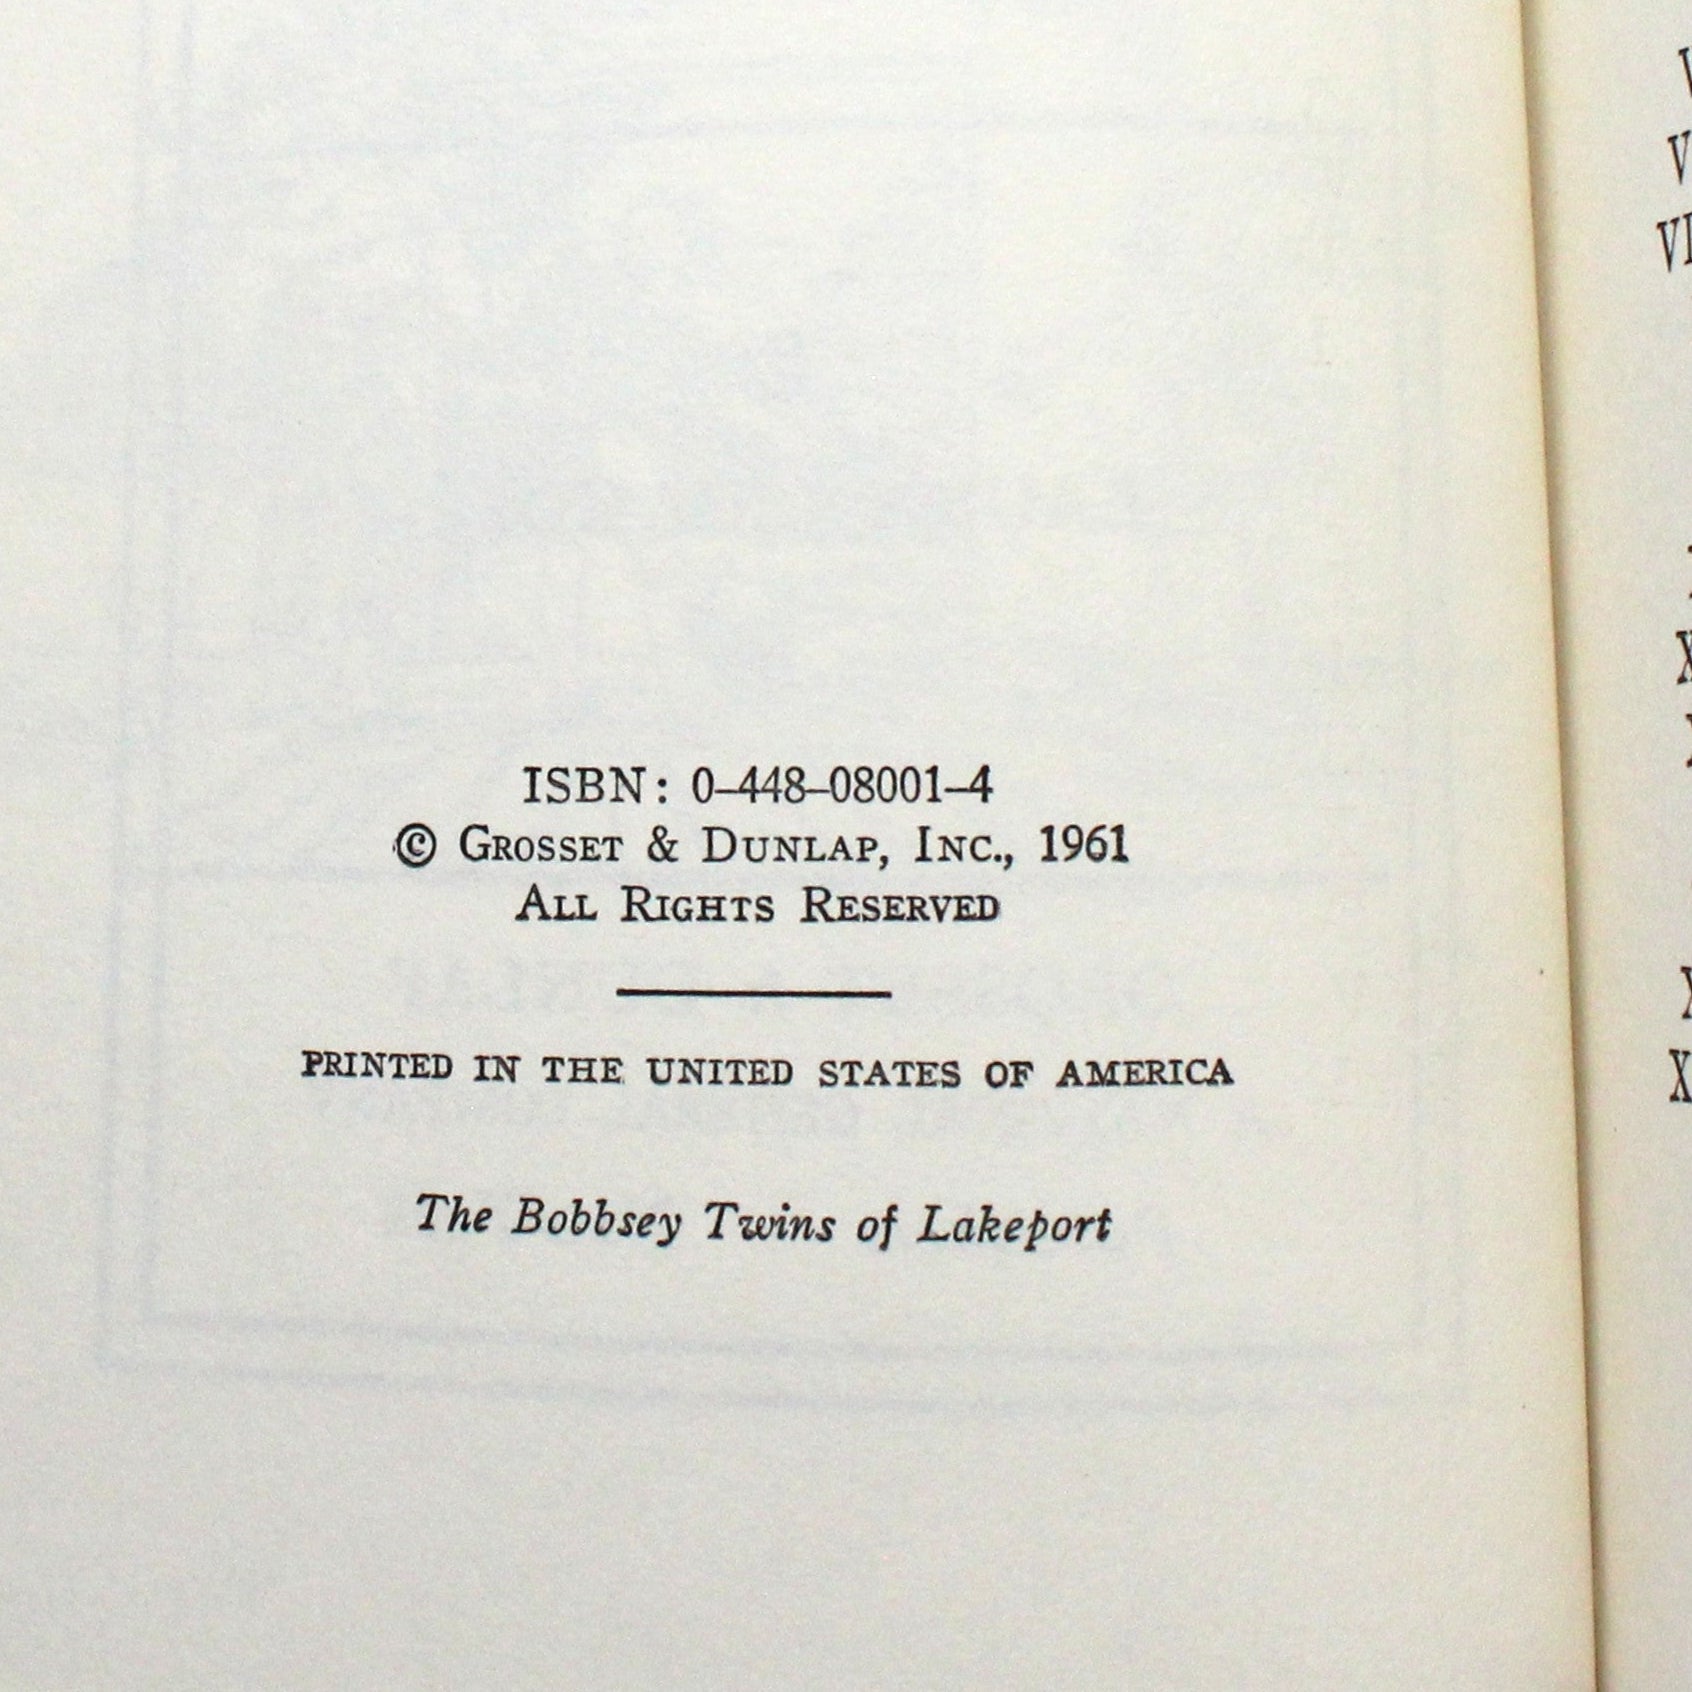 ISBN: 0-448-08001-4
© GROSSET & DUNLAP, INC., 1961
ALL RIGHTS RESERVED
PRINTED IN THE UNITED STATES OF AMERICA
The Bobbsey Twins of Lakeport